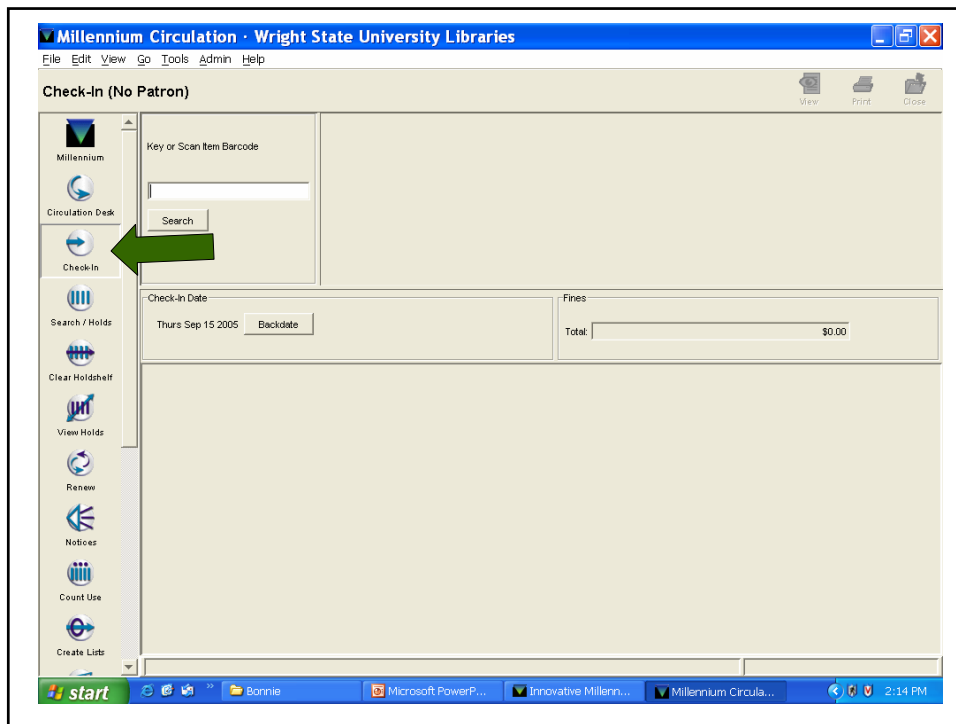 Millennium Circulation · Wright State University Libraries
File Edit View Go Tools Admin Help
Check-In (No Patron)
View Print Close
Millennium
Circulation Desk
Check-In
Search / Holds
Clear Holdshelf
View Holds
Renew
Notices
Count Use
Create Lists
Key or Scan Item Barcode
Search
Check-In Date
Thurs Sep 15 2005 Backdate
Fines
Total: $0.00
start » Bonnie Microsoft PowerP... Innovative Millenn... Millennium Circula... 2:14 PM